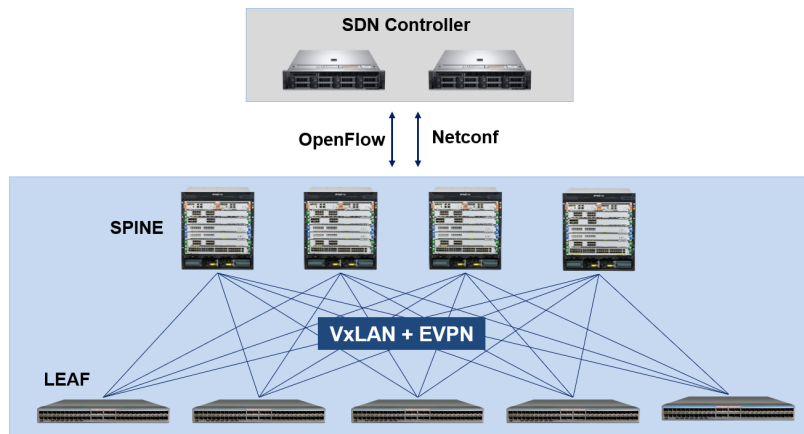 SDN Controller
OpenFlow
Netconf
SPINE
VxLAN + EVPN
LEAF